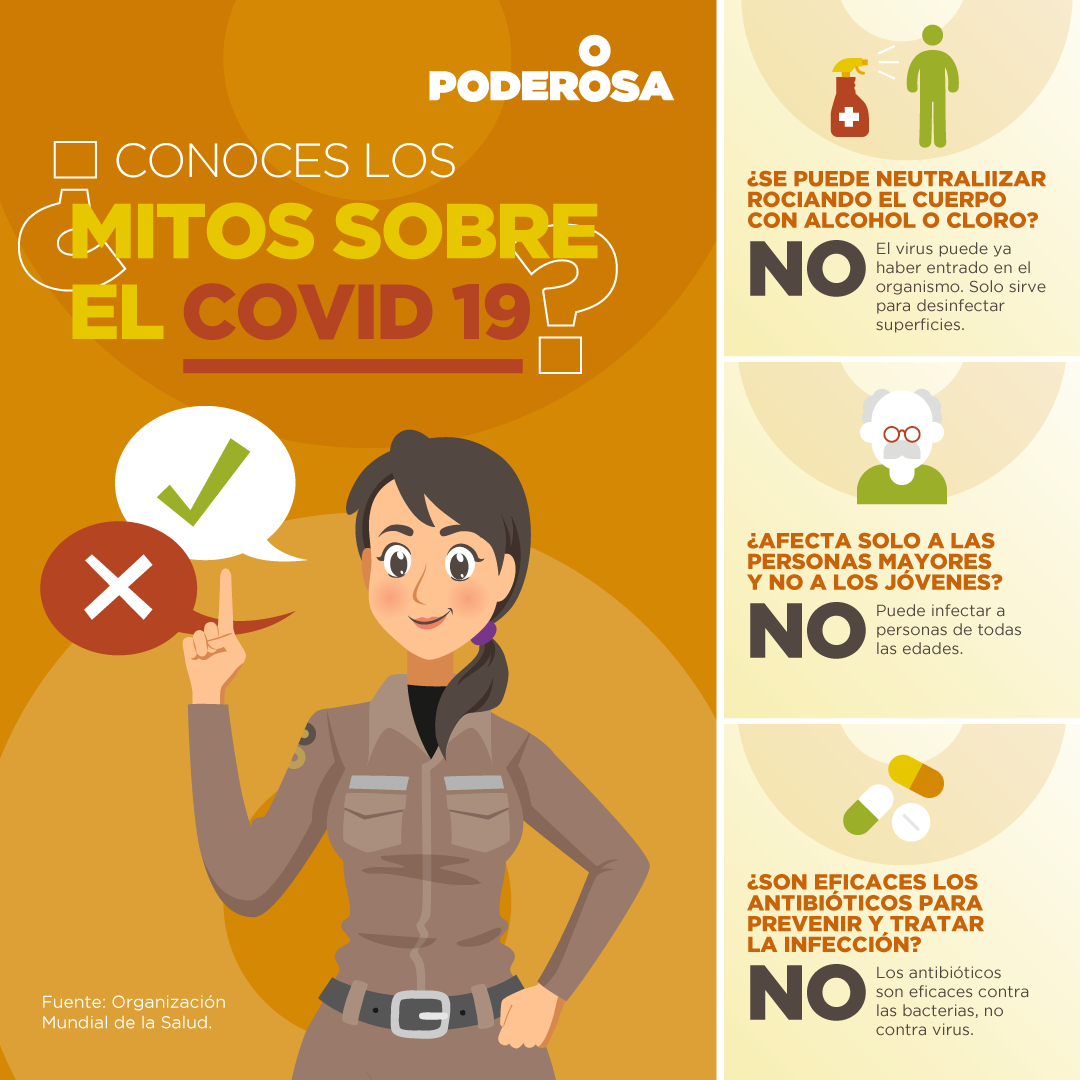 PODEROSA
¿CONOCES LOS
MITOS SOBRE
EL COVID 19?
Fuente: Organización
Mundial de la Salud.
¿SE PUEDE NEUTRALIIZAR
ROCIANDO EL CUERPO
CON ALCOHOL O CLORO?
NO
El virus puede ya
haber entrado en el
organismo. Solo sirve
para desinfectar
superficies.
¿AFECTA SOLO A LAS
PERSONAS MAYORES
Y NO A LOS JÓVENES?
NO
Puede infectar a
personas de todas
las edades.
¿SON EFICACES LOS
ANTIBIÓTICOS PARA
PREVENIR Y TRATAR
LA INFECCIÓN?
NO
Los antibióticos
son eficaces contra
las bacterias, no
contra virus.